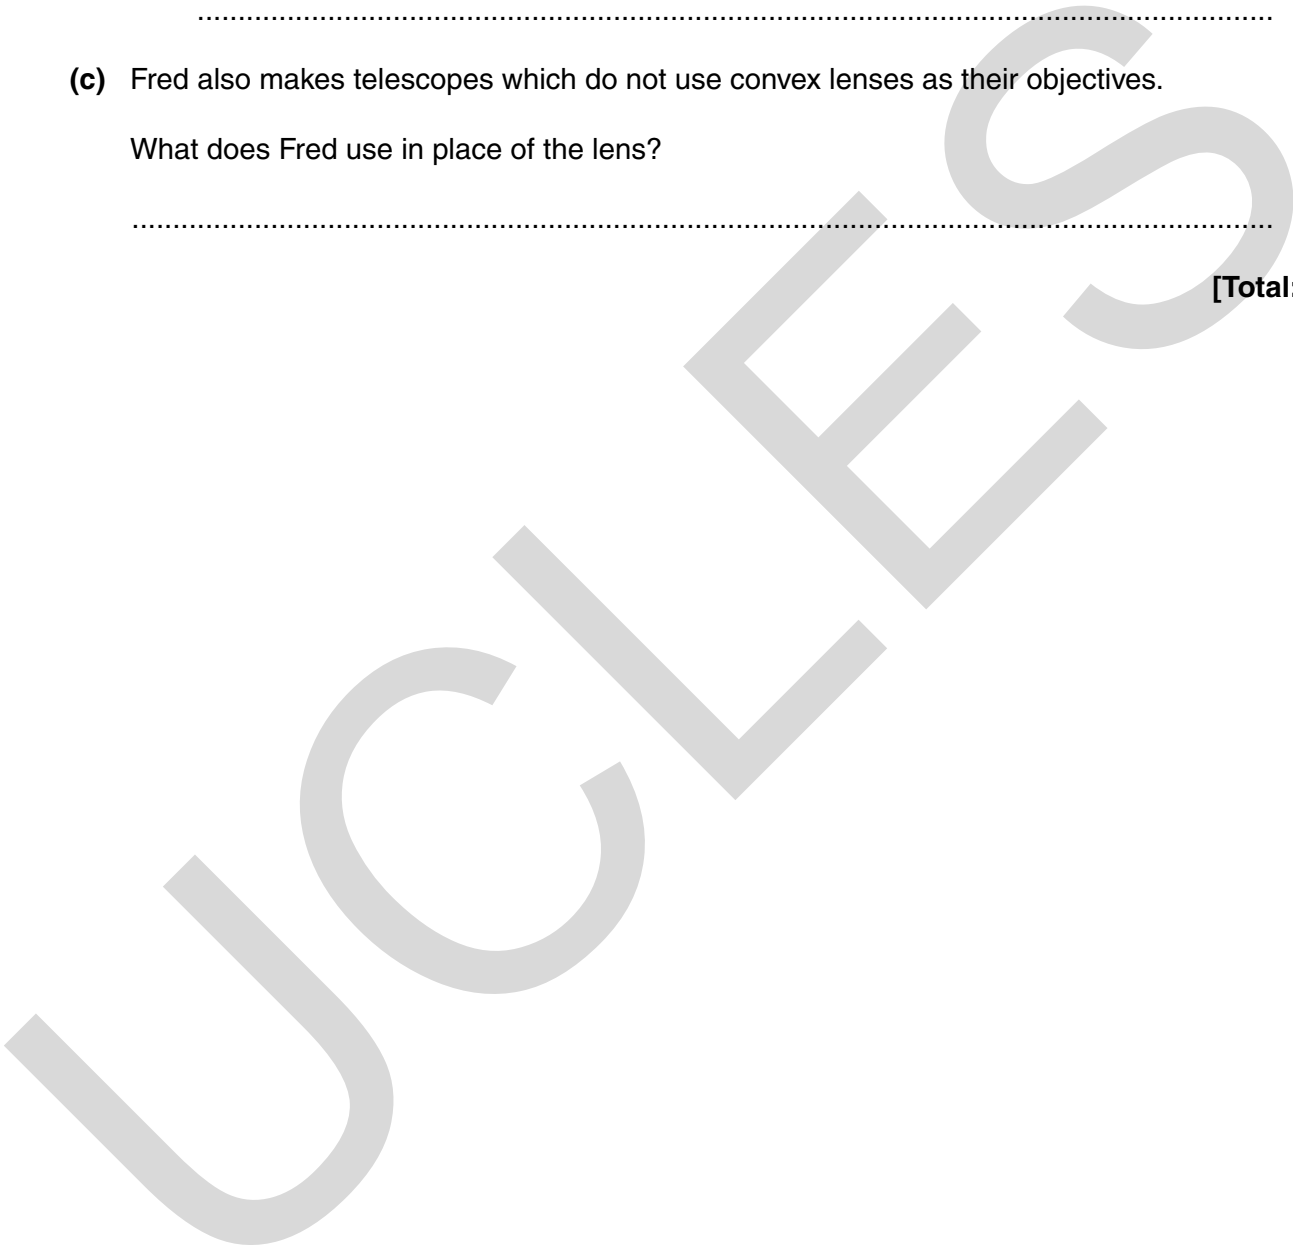 (c) Fred also makes telescopes which do not use convex lenses as their objectives.
What does Fred use in place of the lens?
[Total:
UCLES